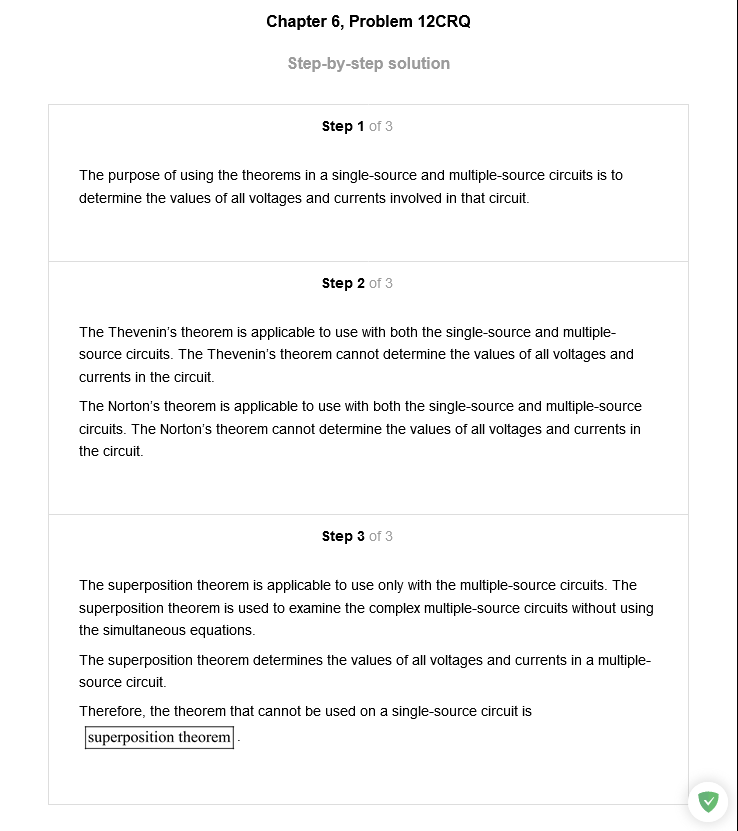 Chapter 6, Problem 12CRQ
Step-by-step solution
Step 1 of 3
The purpose of using the theorems in a single-source and multiple-source circuits is to
determine the values of all voltages and currents involved in that circuit.
Step 2 of 3
The Thevenin's theorem is applicable to use with both the single-source and multiple-
source circuits. The Thevenin's theorem cannot determine the values of all voltages and
currents in the circuit.
The Norton's theorem is applicable to use with both the single-source and multiple-source
circuits. The Norton's theorem cannot determine the values of all voltages and currents in
the circuit.
Step 3 of 3
The superposition theorem is applicable to use only with the multiple-source circuits. The
superposition theorem is used to examine the complex multiple-source circuits without using
the simultaneous equations.
The superposition theorem determines the values of all voltages and currents in a multiple-
source circuit.
Therefore, the theorem that cannot be used on a single-source circuit is
superposition theorem .